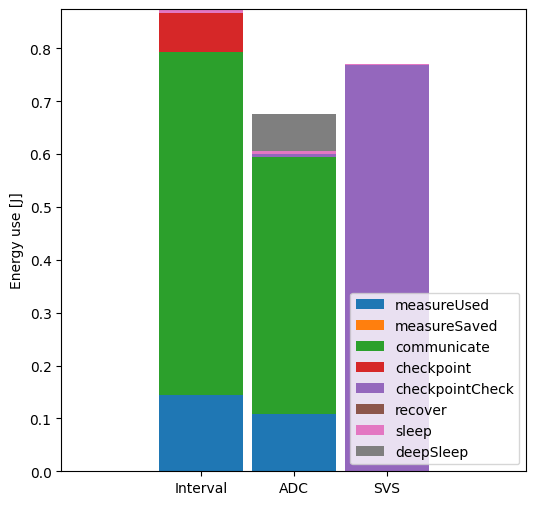 Energy use [J]
0.8
0.7
0.6
0.5
0.4
0.3
0.2
0.1
0.0
measureUsed
measureSaved
communicate
checkpoint
checkpointCheck
recover
sleep
deepSleep
Interval ADC SVS